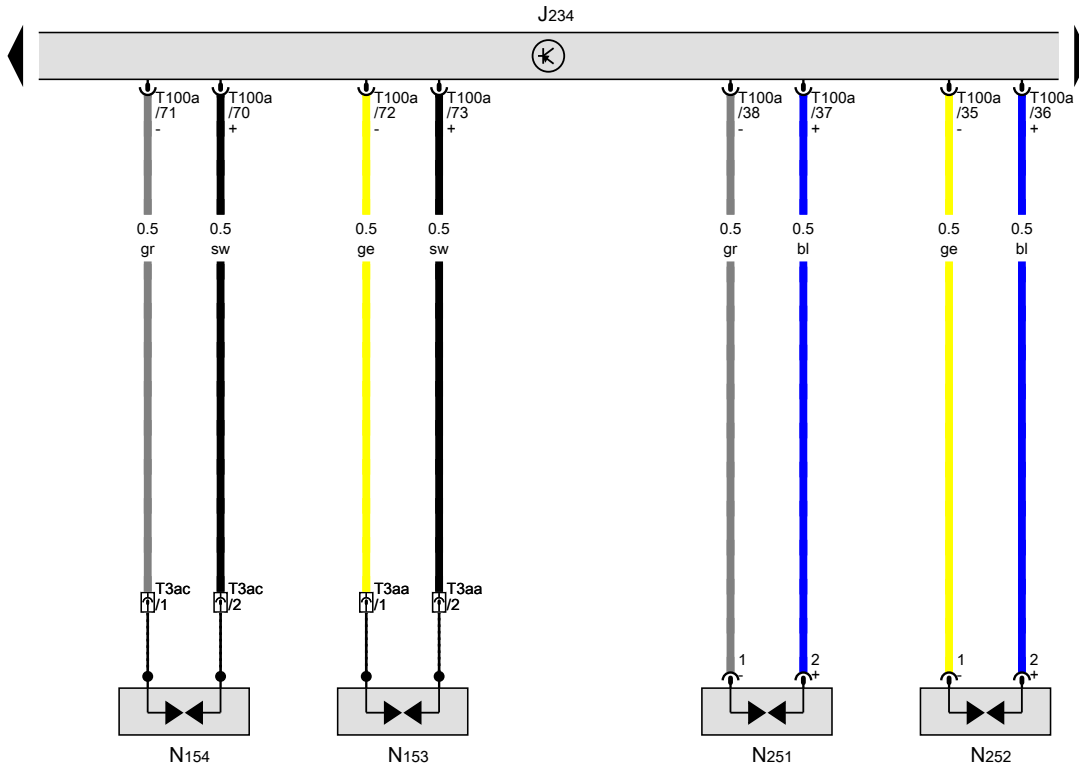 J234
T100a T100a T100a T100a T100a T100a T100a T100a
/71 /70 /72 /73 /38 /37 /35 /36
- + - + - + - +
0.5 0.5 0.5 0.5 0.5 0.5 0.5 0.5
gr sw ge sw gr bl ge bl
T3ac T3ac T3aa T3aa
/1 /2 /1 /2
1 2 1 2
- + - +
N154 N153 N251 N252